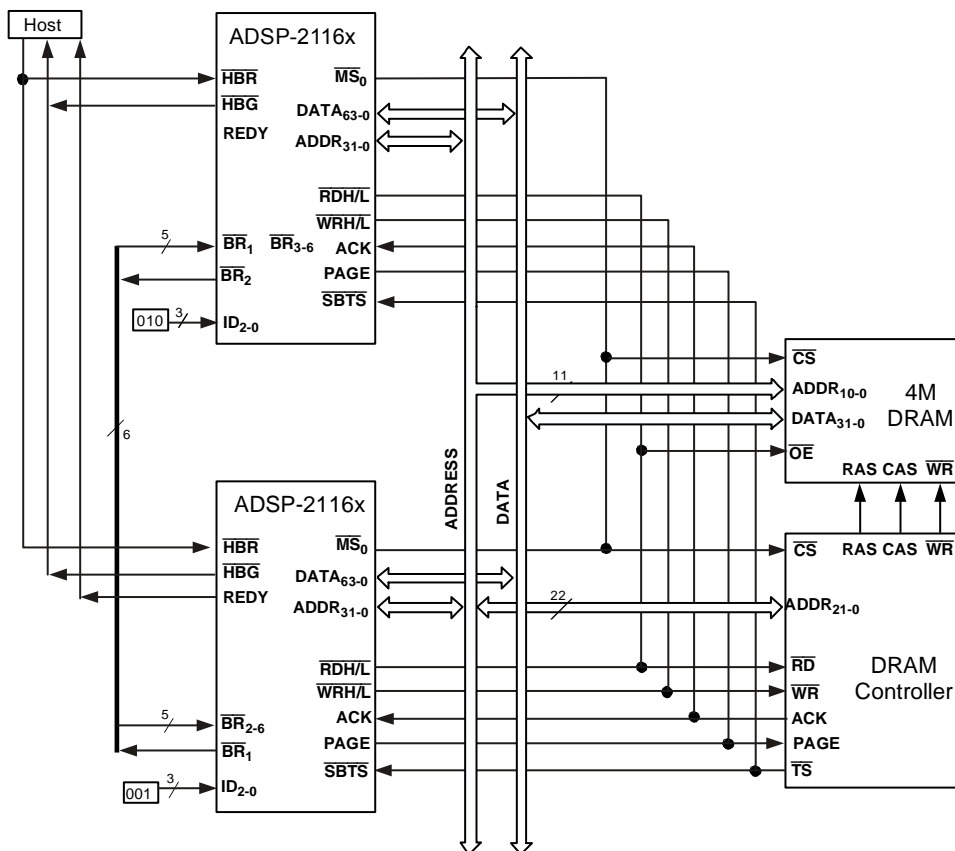 Host
ADSP-2116x
HBR
MS0
HBG
DATA63-0
REDY
ADDR31-0
RDH/L
WRH/L
5
BR1 BR3-6
ACK
BR2
PAGE
SBTS
010
3
ID2-0
6
ADDRESS
DATA
11
CS
ADDR10-0
4M
DRAM
DATA31-0
OE
RAS CAS WR
ADSP-2116x
HBR
MS0
HBG
DATA63-0
REDY
ADDR31-0
22
RDH/L
WRH/L
5
BR2-6
ACK
BR1
PAGE
SBTS
001
3
ID2-0
RAS CAS WR
CS
ADDR21-0
RD
DRAM
Controller
WR
ACK
PAGE
TS